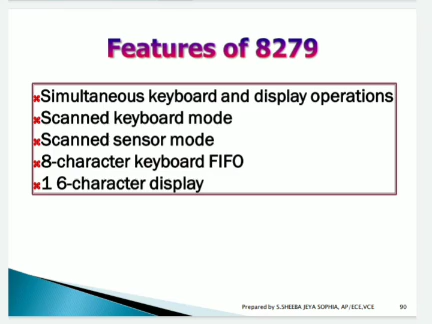 Features of 8279
Simultaneous keyboard and display operations
Scanned keyboard mode
Scanned sensor mode
8-character keyboard FIFO
1 6-character display
Prepared by S.SHEEBA JEYA SOPHIA, AP/ECE,VCE 90